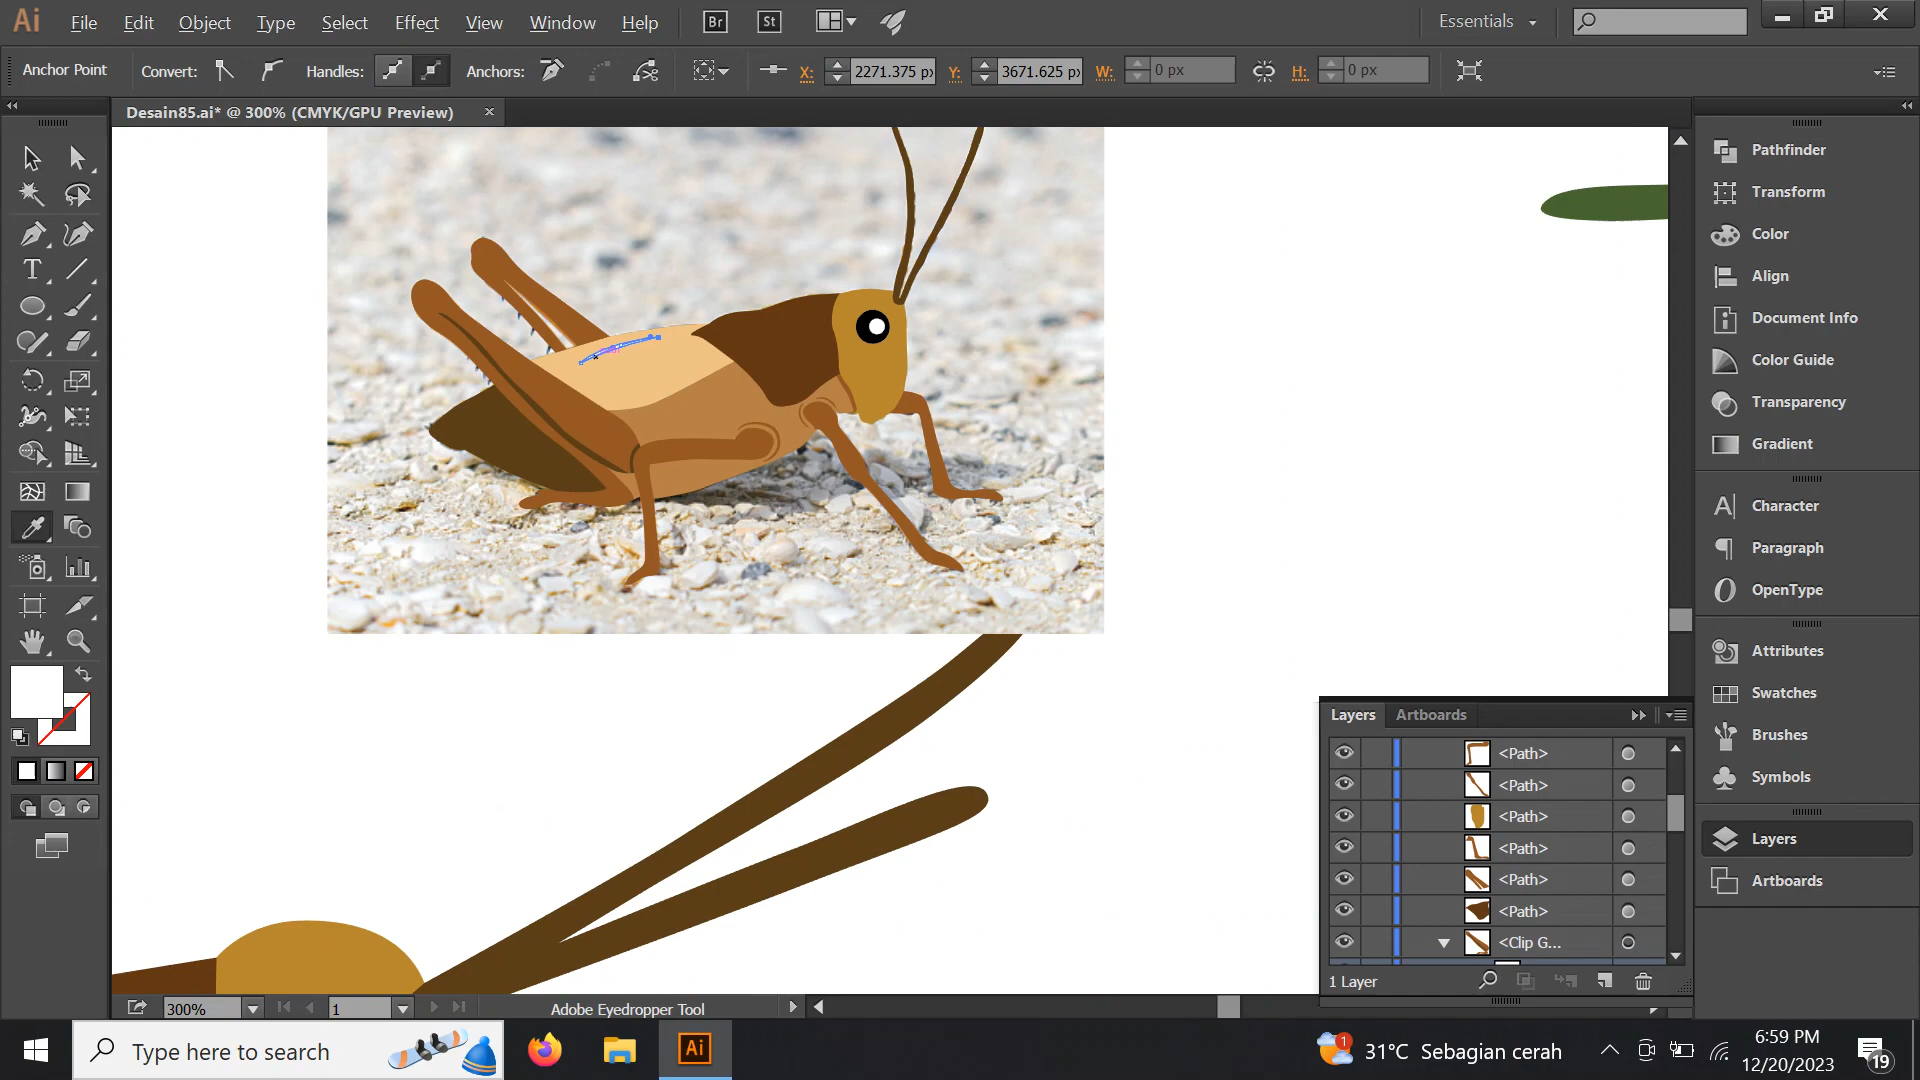 Ai File Edit Object Type Select Effect View Window Help Br St Essentials
Anchor Point Convert: Handles: Anchors: X: 2271.375 px Y: 3671.625 px W: 0 px H: 0 px
Desain85.ai* @ 300% (CMYK/GPU Preview)
Pathfinder
Transform
Color
Align
Document Info
Color Guide
Transparency
Gradient
Character
Paragraph
OpenType
Attributes
Swatches
Brushes
Symbols
Layers
Artboards
Layers Artboards
<Path>
<Path>
<Path>
<Path>
<Path>
<Path>
<Clip G...
1 Layer
300% 1 Adobe Eyedropper Tool
Type here to search Ai 1 31°C Sebagian cerah 6:59 PM
12/20/2023 19